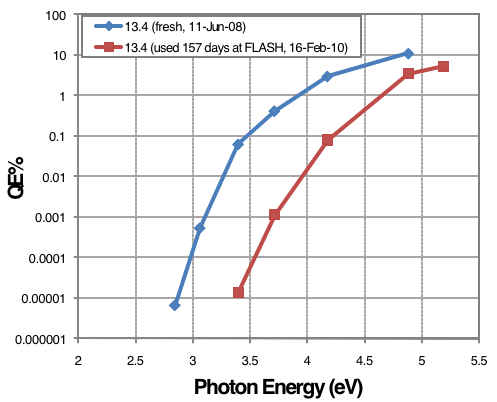 13.4 (fresh, 11-Jun-08)
13.4 (used 157 days at FLASH, 16-Feb-10)
100
10
1
0.1
0.01
0.001
0.0001
0.00001
0.000001
QE%
2 2.5 3 3.5 4 4.5 5 5.5
Photon Energy (eV)